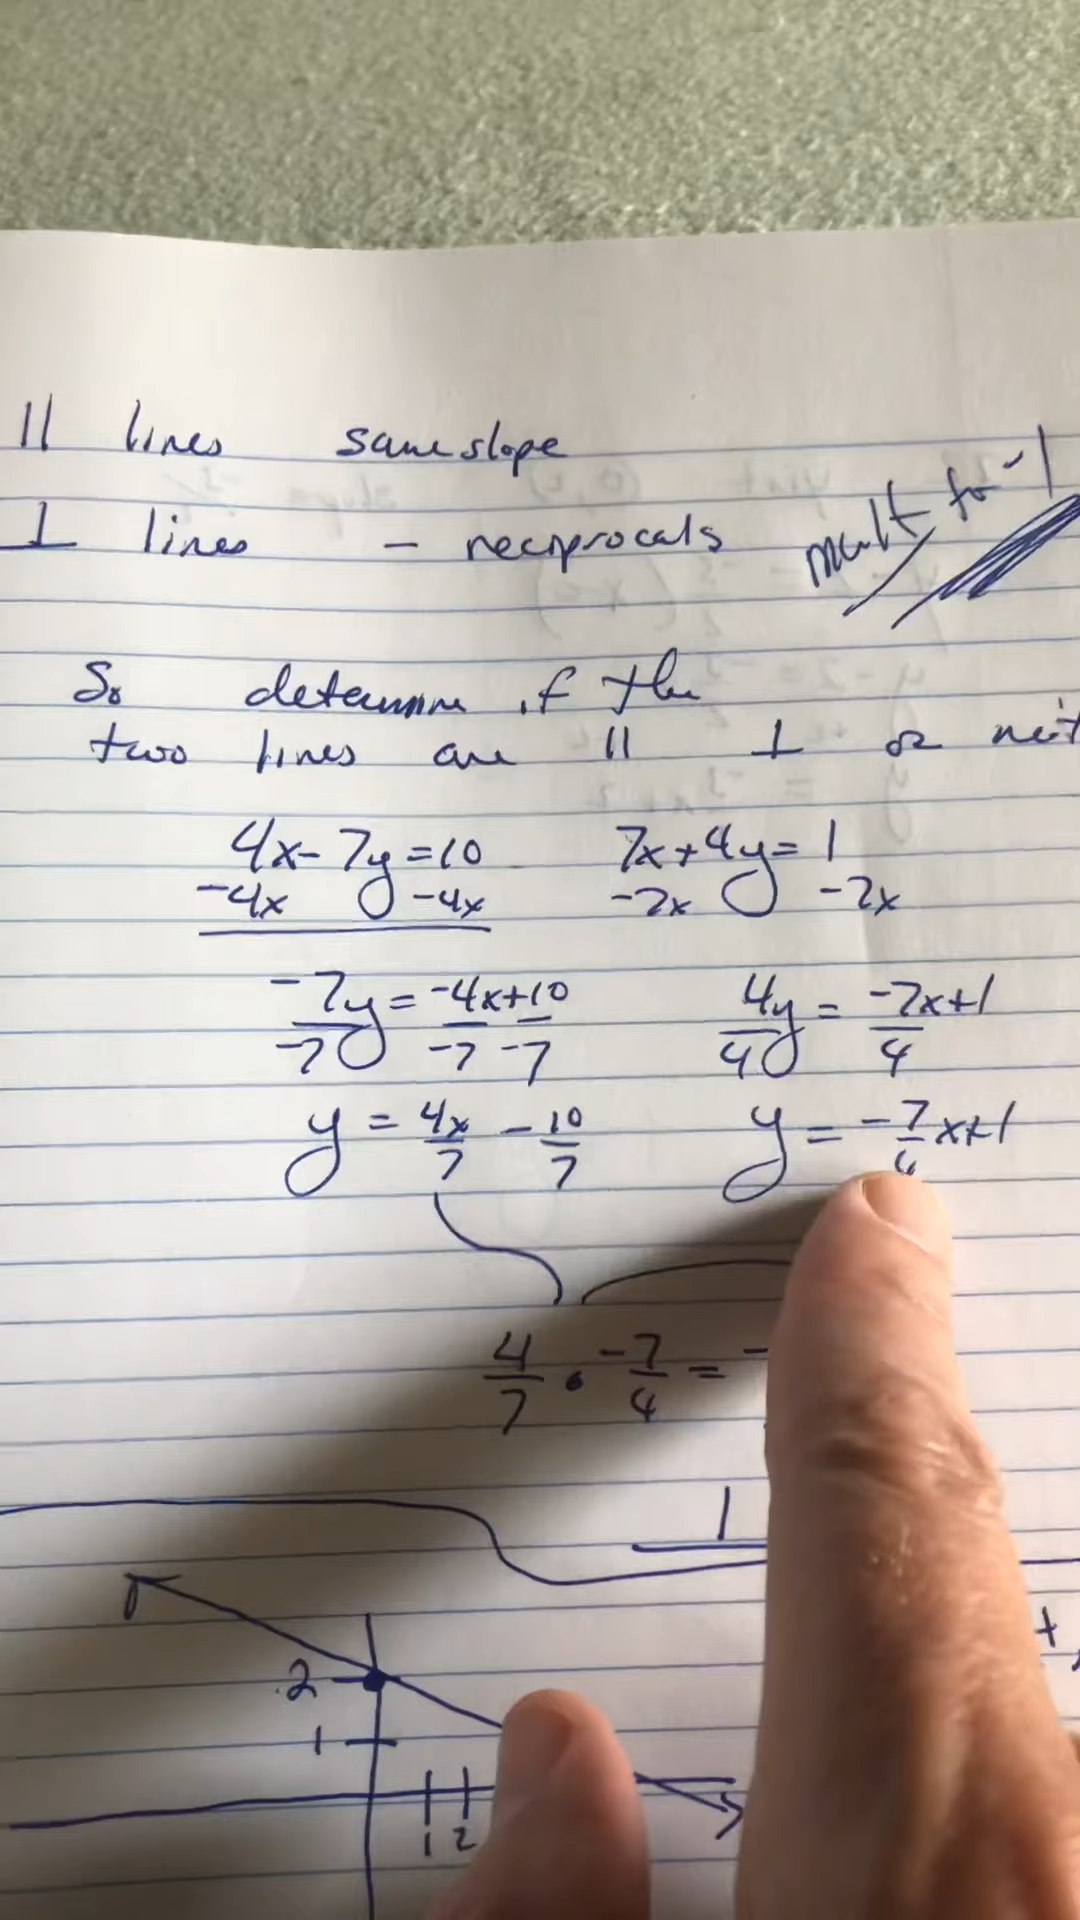 || lines same slope
⊥ lines - reciprocals mult to -1
So determine if the
two lines are || ⊥ or neit
4x - 7y = 10 7x + 4y = 1
-4x -4x -7x -7x
-7y = -4x + 10 4y = -7x + 1
-7 -7 -7 4 4
y = 4x/7 - 10/7 y = -7/4 x + 1
4/7 · -7/4 = -
2
1
1 2